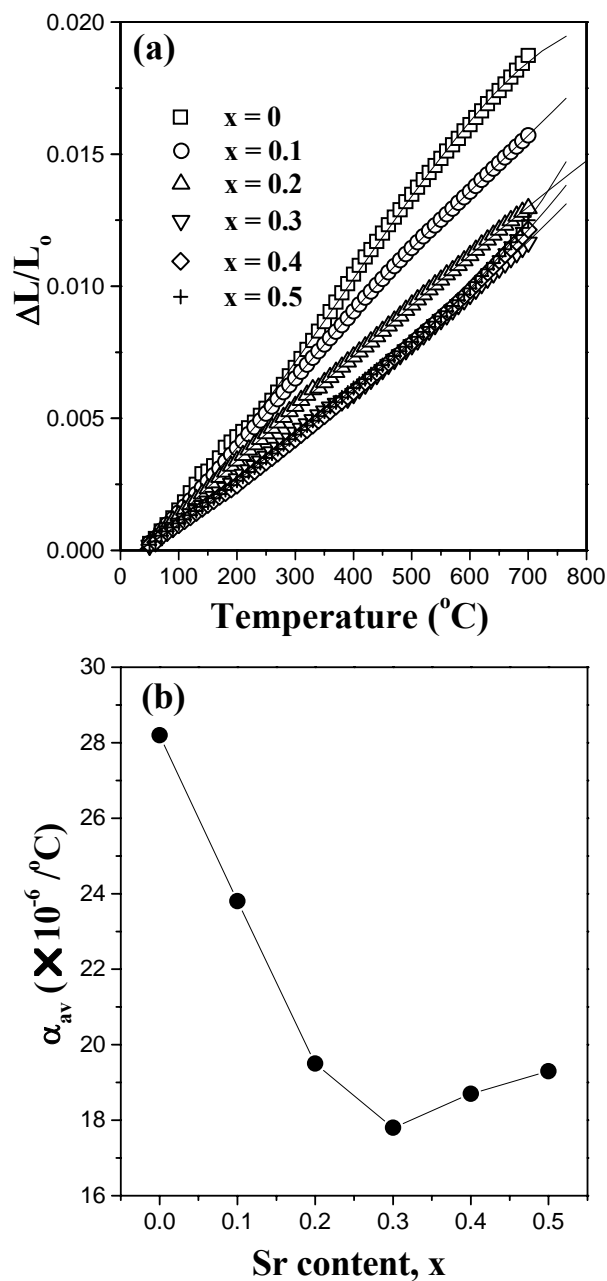 (a)
0.020
0.015
0.010
0.005
0.000
ΔL/Lₒ
x = 0
x = 0.1
x = 0.2
x = 0.3
x = 0.4
x = 0.5
0 100 200 300 400 500 600 700 800
Temperature (°C)
(b)
30
28
26
24
22
20
18
16
αav (×10⁻⁶ /°C)
0.0 0.1 0.2 0.3 0.4 0.5
Sr content, x